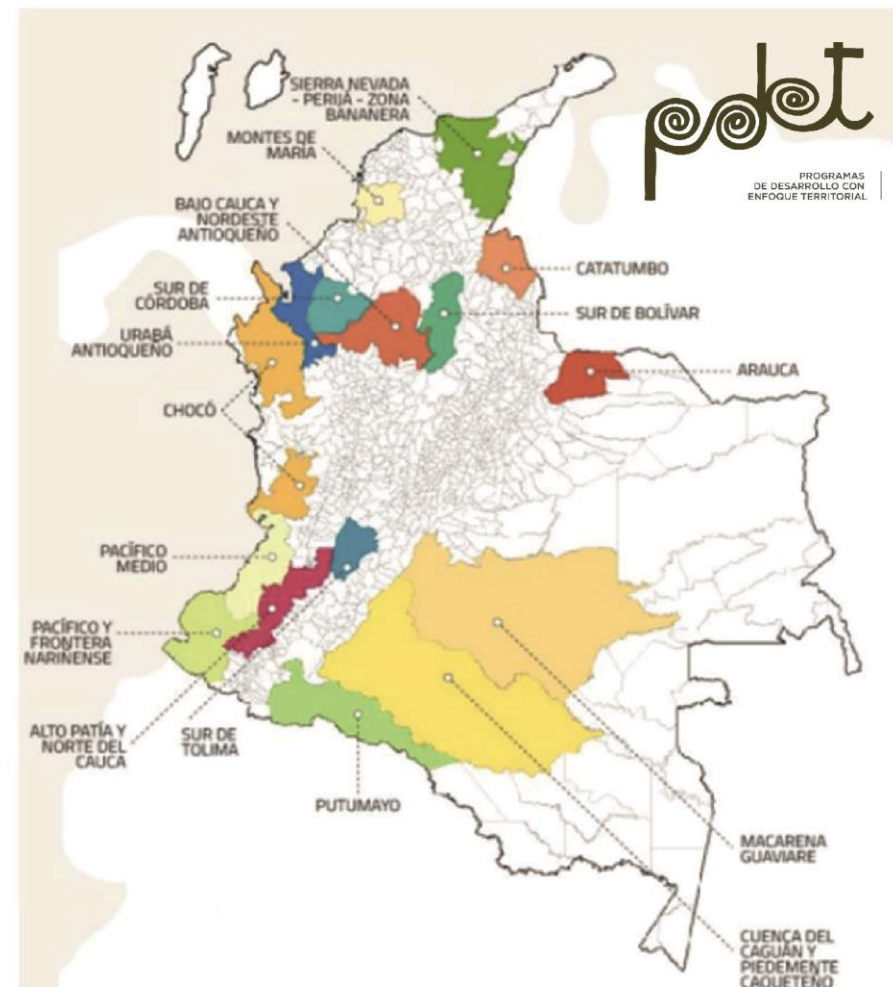 SIERRA NEVADA
- PERIJÁ - ZONA
BANANERA
MONTES DE
MARÍA
BAJO CAUCA Y
NORDESTE
ANTIOQUEÑO
SUR DE
CÓRDOBA
URABÁ
ANTIOQUEÑO
CHOCÓ
PACÍFICO
MEDIO
PACÍFICO Y
FRONTERA
NARIÑENSE
ALTO PATÍA Y
NORTE DEL
CAUCA
SUR DE
TOLIMA
PUTUMAYO
pdet
PROGRAMAS
DE DESARROLLO CON
ENFOQUE TERRITORIAL
CATATUMBO
SUR DE BOLÍVAR
ARAUCA
MACARENA
GUAVIARE
CUENCA DEL
CAGUÁN Y
PIEDEMENTE
CAQUETEÑO